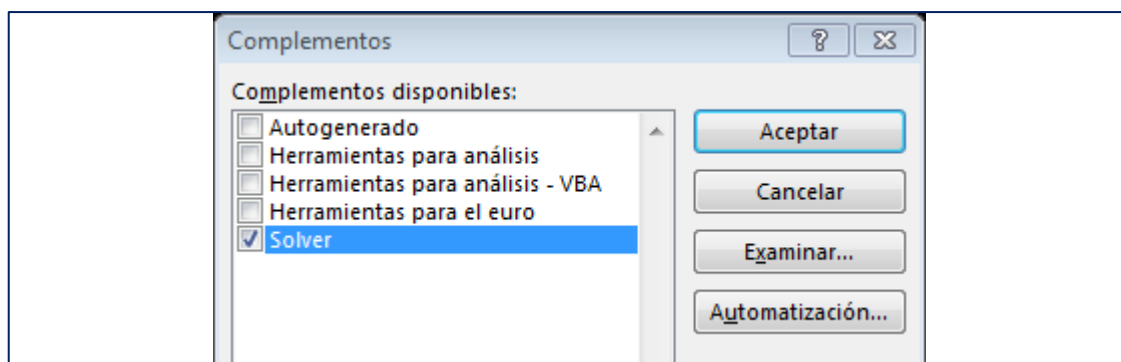 Complementos
Complementos disponibles:
Autogenerado
Herramientas para análisis
Herramientas para análisis - VBA
Herramientas para el euro
Solver
Aceptar
Cancelar
Examinar...
Automatización...